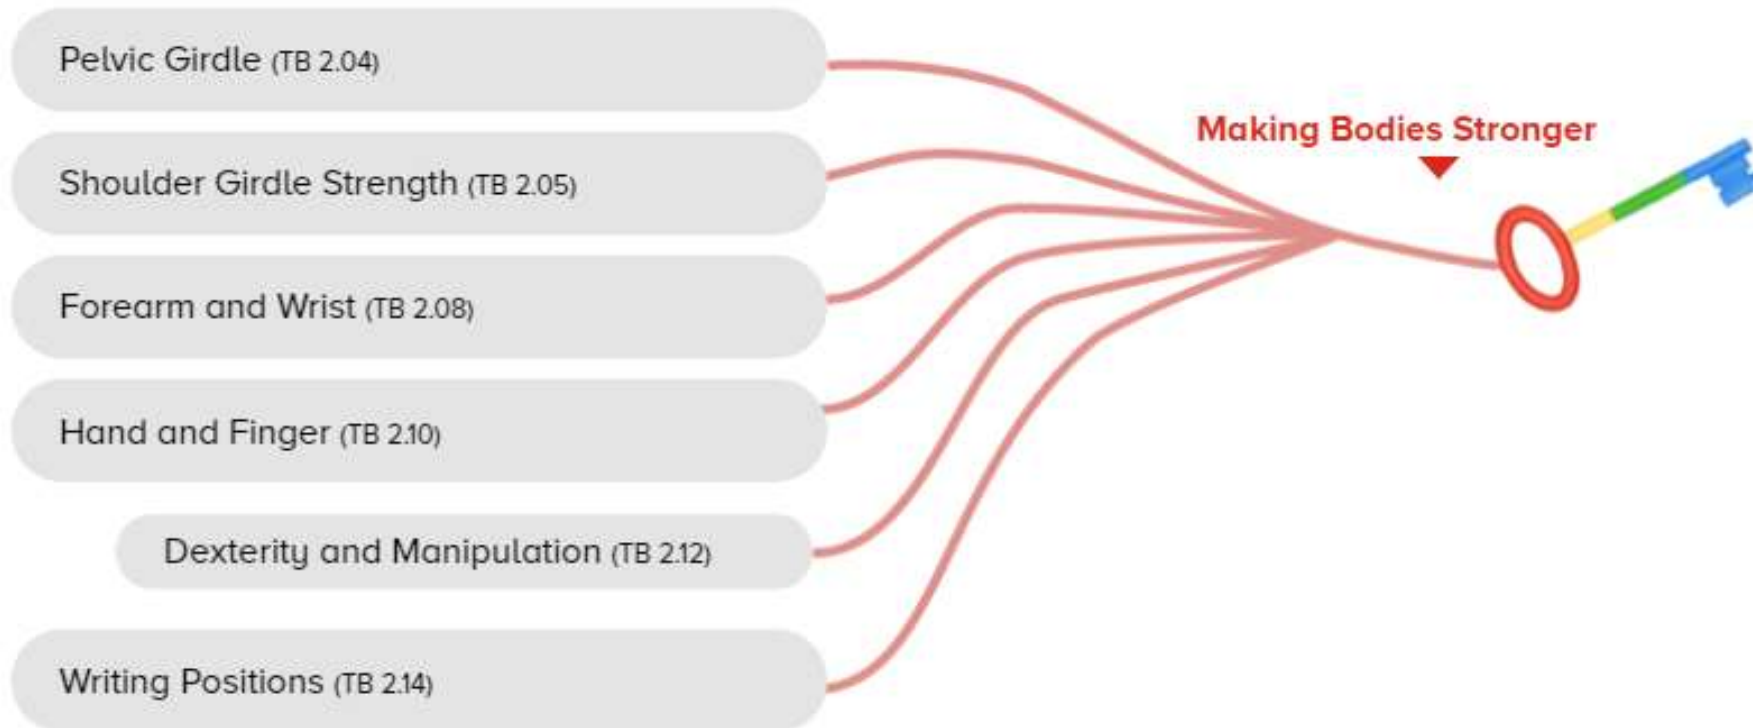 Pelvic Girdle (TB 2.04)
Making Bodies Stronger
Shoulder Girdle Strength (TB 2.05)
Forearm and Wrist (TB 2.08)
Hand and Finger (TB 2.10)
Dexterity and Manipulation (TB 2.12)
Writing Positions (TB 2.14)